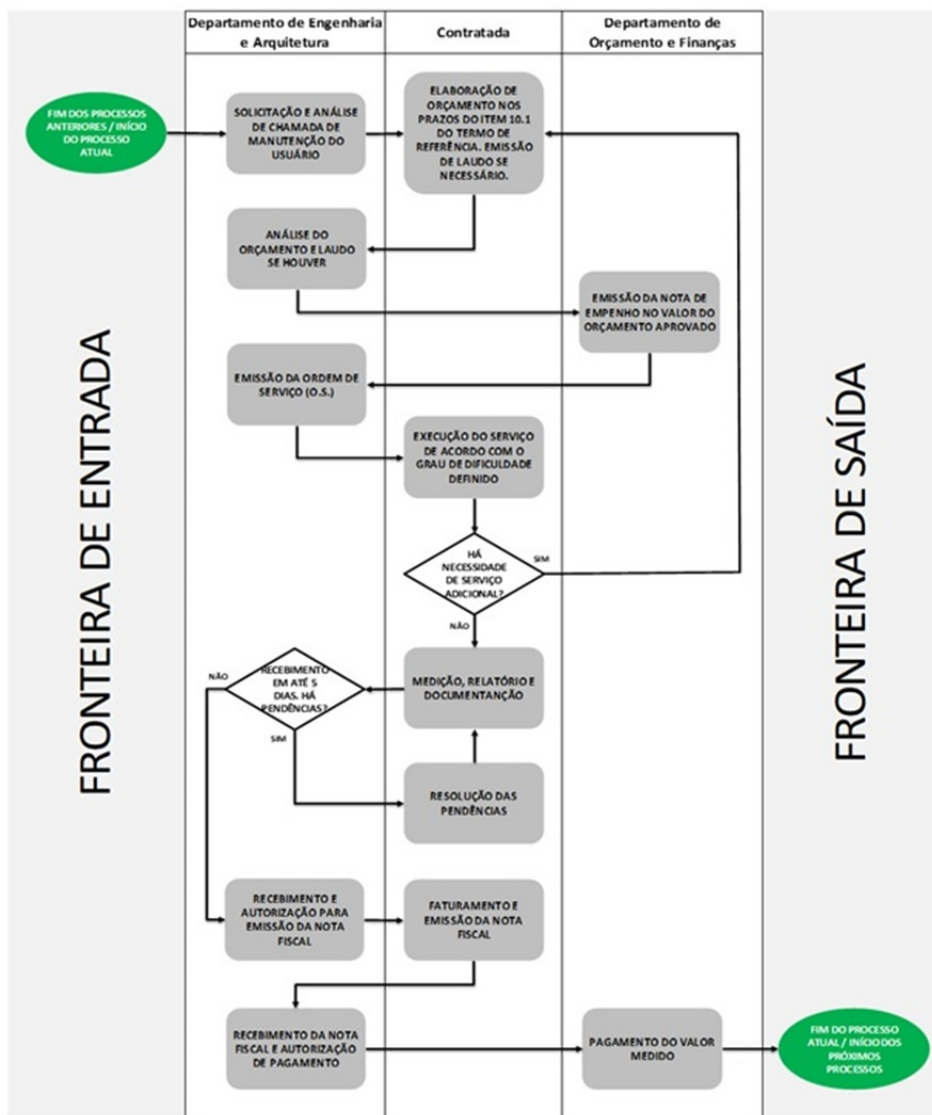 Departamento de Engenharia
e Arquitetura
Contratada
Departamento de
Orçamento e Finanças
FIM DOS PROCESSOS
ANTERIORES / INÍCIO
DO PROCESSO
ATUAL
SOLICITAÇÃO E ANÁLISE
DE CHAMADA DE
MANUTENÇÃO DO
USUÁRIO
ELABORAÇÃO DE
ORÇAMENTO NOS
PRAZOS DO ITEM 10.1
DO TERMO DE
REFERÊNCIA. EMISSÃO
DE LAUDO SE
NECESSÁRIO.
ANÁLISE DO
ORÇAMENTO E LAUDO
SE HOUVER
EMISSÃO DA NOTA DE
EMPENHO NO VALOR DO
ORÇAMENTO APROVADO
EMISSÃO DA ORDEM DE
SERVIÇO (O.S.)
EXECUÇÃO DO SERVIÇO
DE ACORDO COM O
GRAU DE DIFICULDADE
DEFINIDO
HÁ
NECESSIDADE
DE SERVIÇO
ADICIONAL?
SIM
NÃO
MEDIÇÃO, RELATÓRIO E
DOCUMENTANÇÃO
RECEBIMENTO
EM ATÉ 5
DIAS. HÁ
PENDÊNCIAS?
NÃO
SIM
RESOLUÇÃO DAS
PENDÊNCIAS
RECEBIMENTO E
AUTORIZAÇÃO PARA
EMISSÃO DA NOTA
FISCAL
FATURAMENTO E
EMISSÃO DA NOTA
FISCAL
RECEBIMENTO DA NOTA
FISCAL E AUTORIZAÇÃO
DE PAGAMENTO
PAGAMENTO DO VALOR
MEDIDO
FIM DO PROCESSO
ATUAL / INÍCIO DOS
PRÓXIMOS
PROCESSOS
FRONTEIRA DE ENTRADA
FRONTEIRA DE SAÍDA